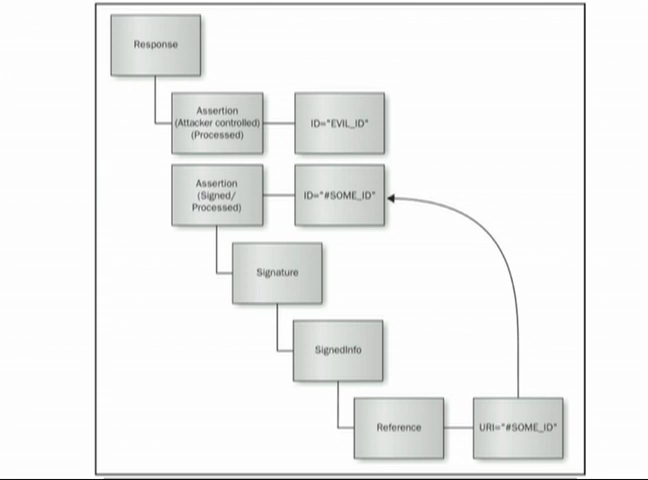 Response
Assertion
(Attacker controlled)
(Processed)
ID="EVIL_ID"
Assertion
(Signed/
Processed)
ID="#SOME_ID"
Signature
SignedInfo
Reference
URI="#SOME_ID"